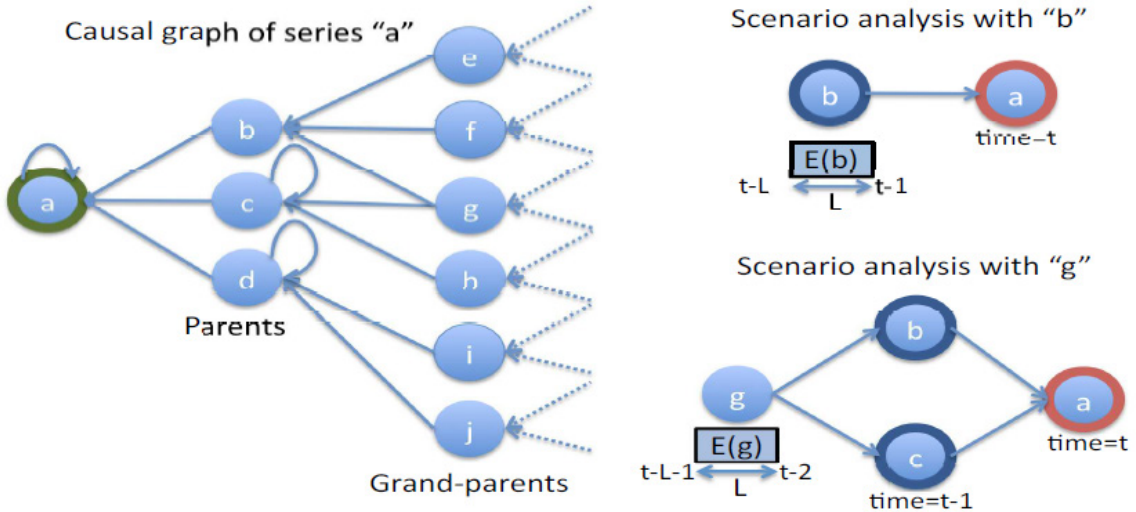 Causal graph of series “a”
e
b
f
a
c
g
d
h
Parents
i
j
Grand-parents
Scenario analysis with “b”
b
a
time=t
E(b)
t-L
t-1
L
Scenario analysis with “g”
b
g
a
E(g)
time=t
c
t-L-1
t-2
L
time=t-1